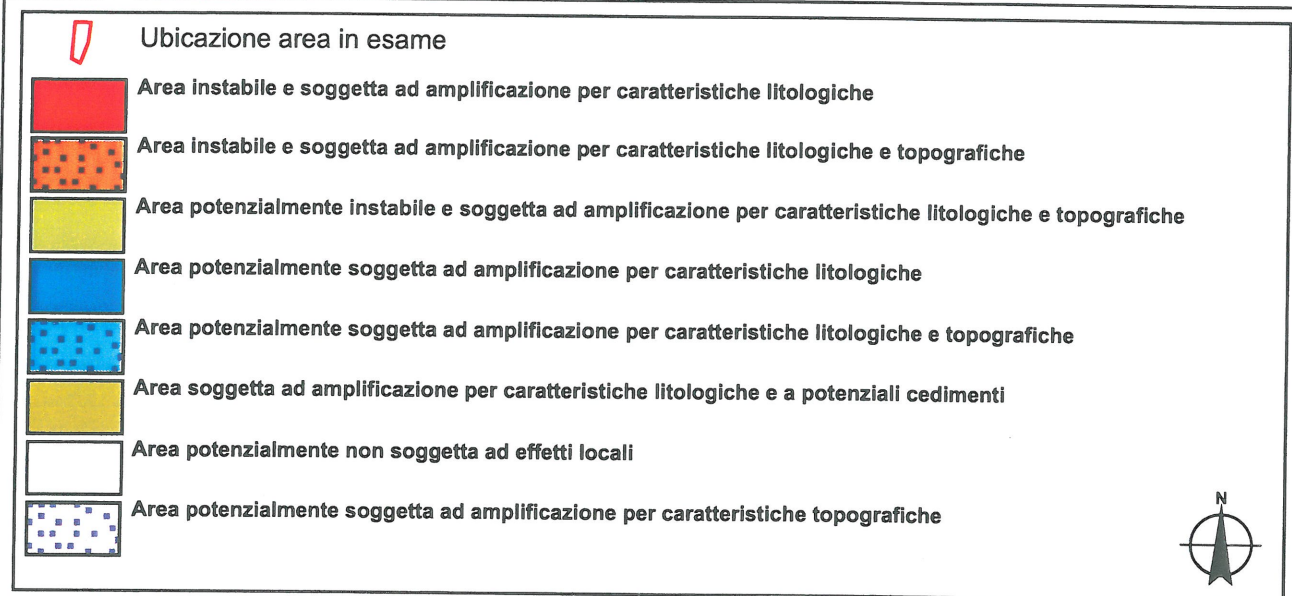 Ubicazione area in esame
Area instabile e soggetta ad amplificazione per caratteristiche litologiche
Area instabile e soggetta ad amplificazione per caratteristiche litologiche e topografiche
Area potenzialmente instabile e soggetta ad amplificazione per caratteristiche litologiche e topografiche
Area potenzialmente soggetta ad amplificazione per caratteristiche litologiche
Area potenzialmente soggetta ad amplificazione per caratteristiche litologiche e topografiche
Area soggetta ad amplificazione per caratteristiche litologiche e a potenziali cedimenti
Area potenzialmente non soggetta ad effetti locali
Area potenzialmente soggetta ad amplificazione per caratteristiche topografiche
N